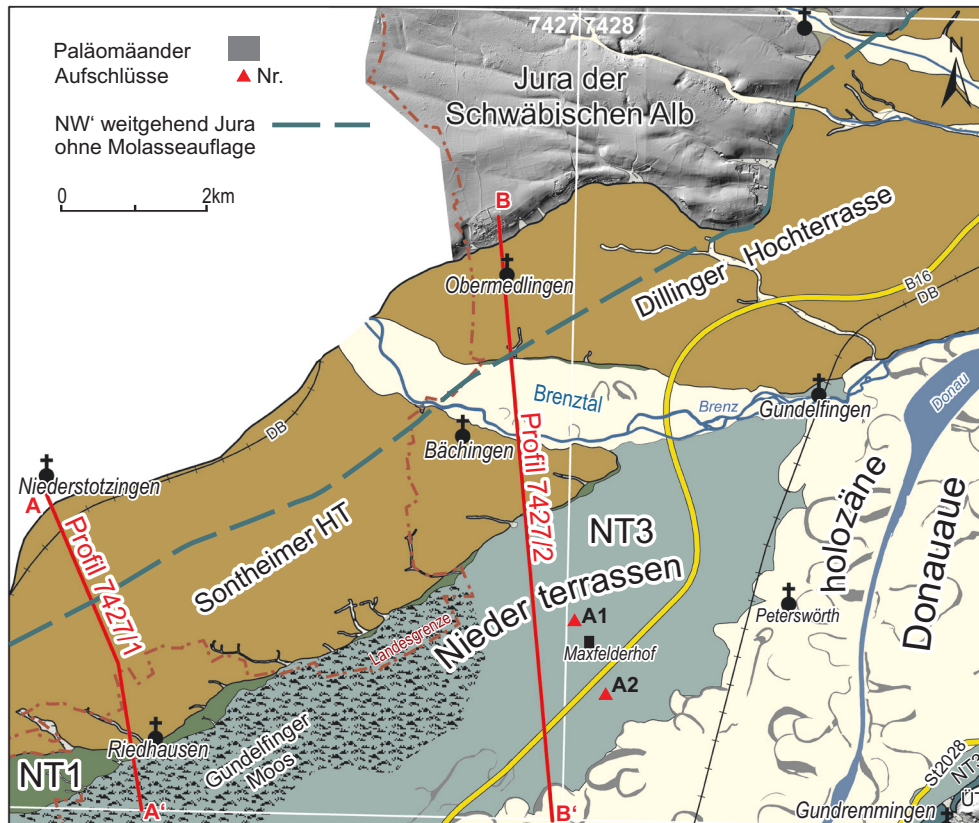 Paläomäander
Aufschlüsse
Nr.
NW' weitgehend Jura
ohne Molasseauflage
0
2km
7427
7428
N
Jura der
Schwäbischen Alb
B
Obermedlingen
Dillinger Hochterrasse
B16
DB
Brenztal
Brenz
Gundelfingen
Donau
DB
Bächingen
Niederstotzingen
A
Profil 7427/1
Profil 7427/2
Sontheimer HT
NT3
Nieder terrassen
Landesgrenze
A1
Maxfelderhof
A2
Peterswörth
holozäne
Donauaue
Riedhausen
Gundelfinger
Moos
NT1
A'
B'
St2028
NT3
Gundremmingen
ÜT